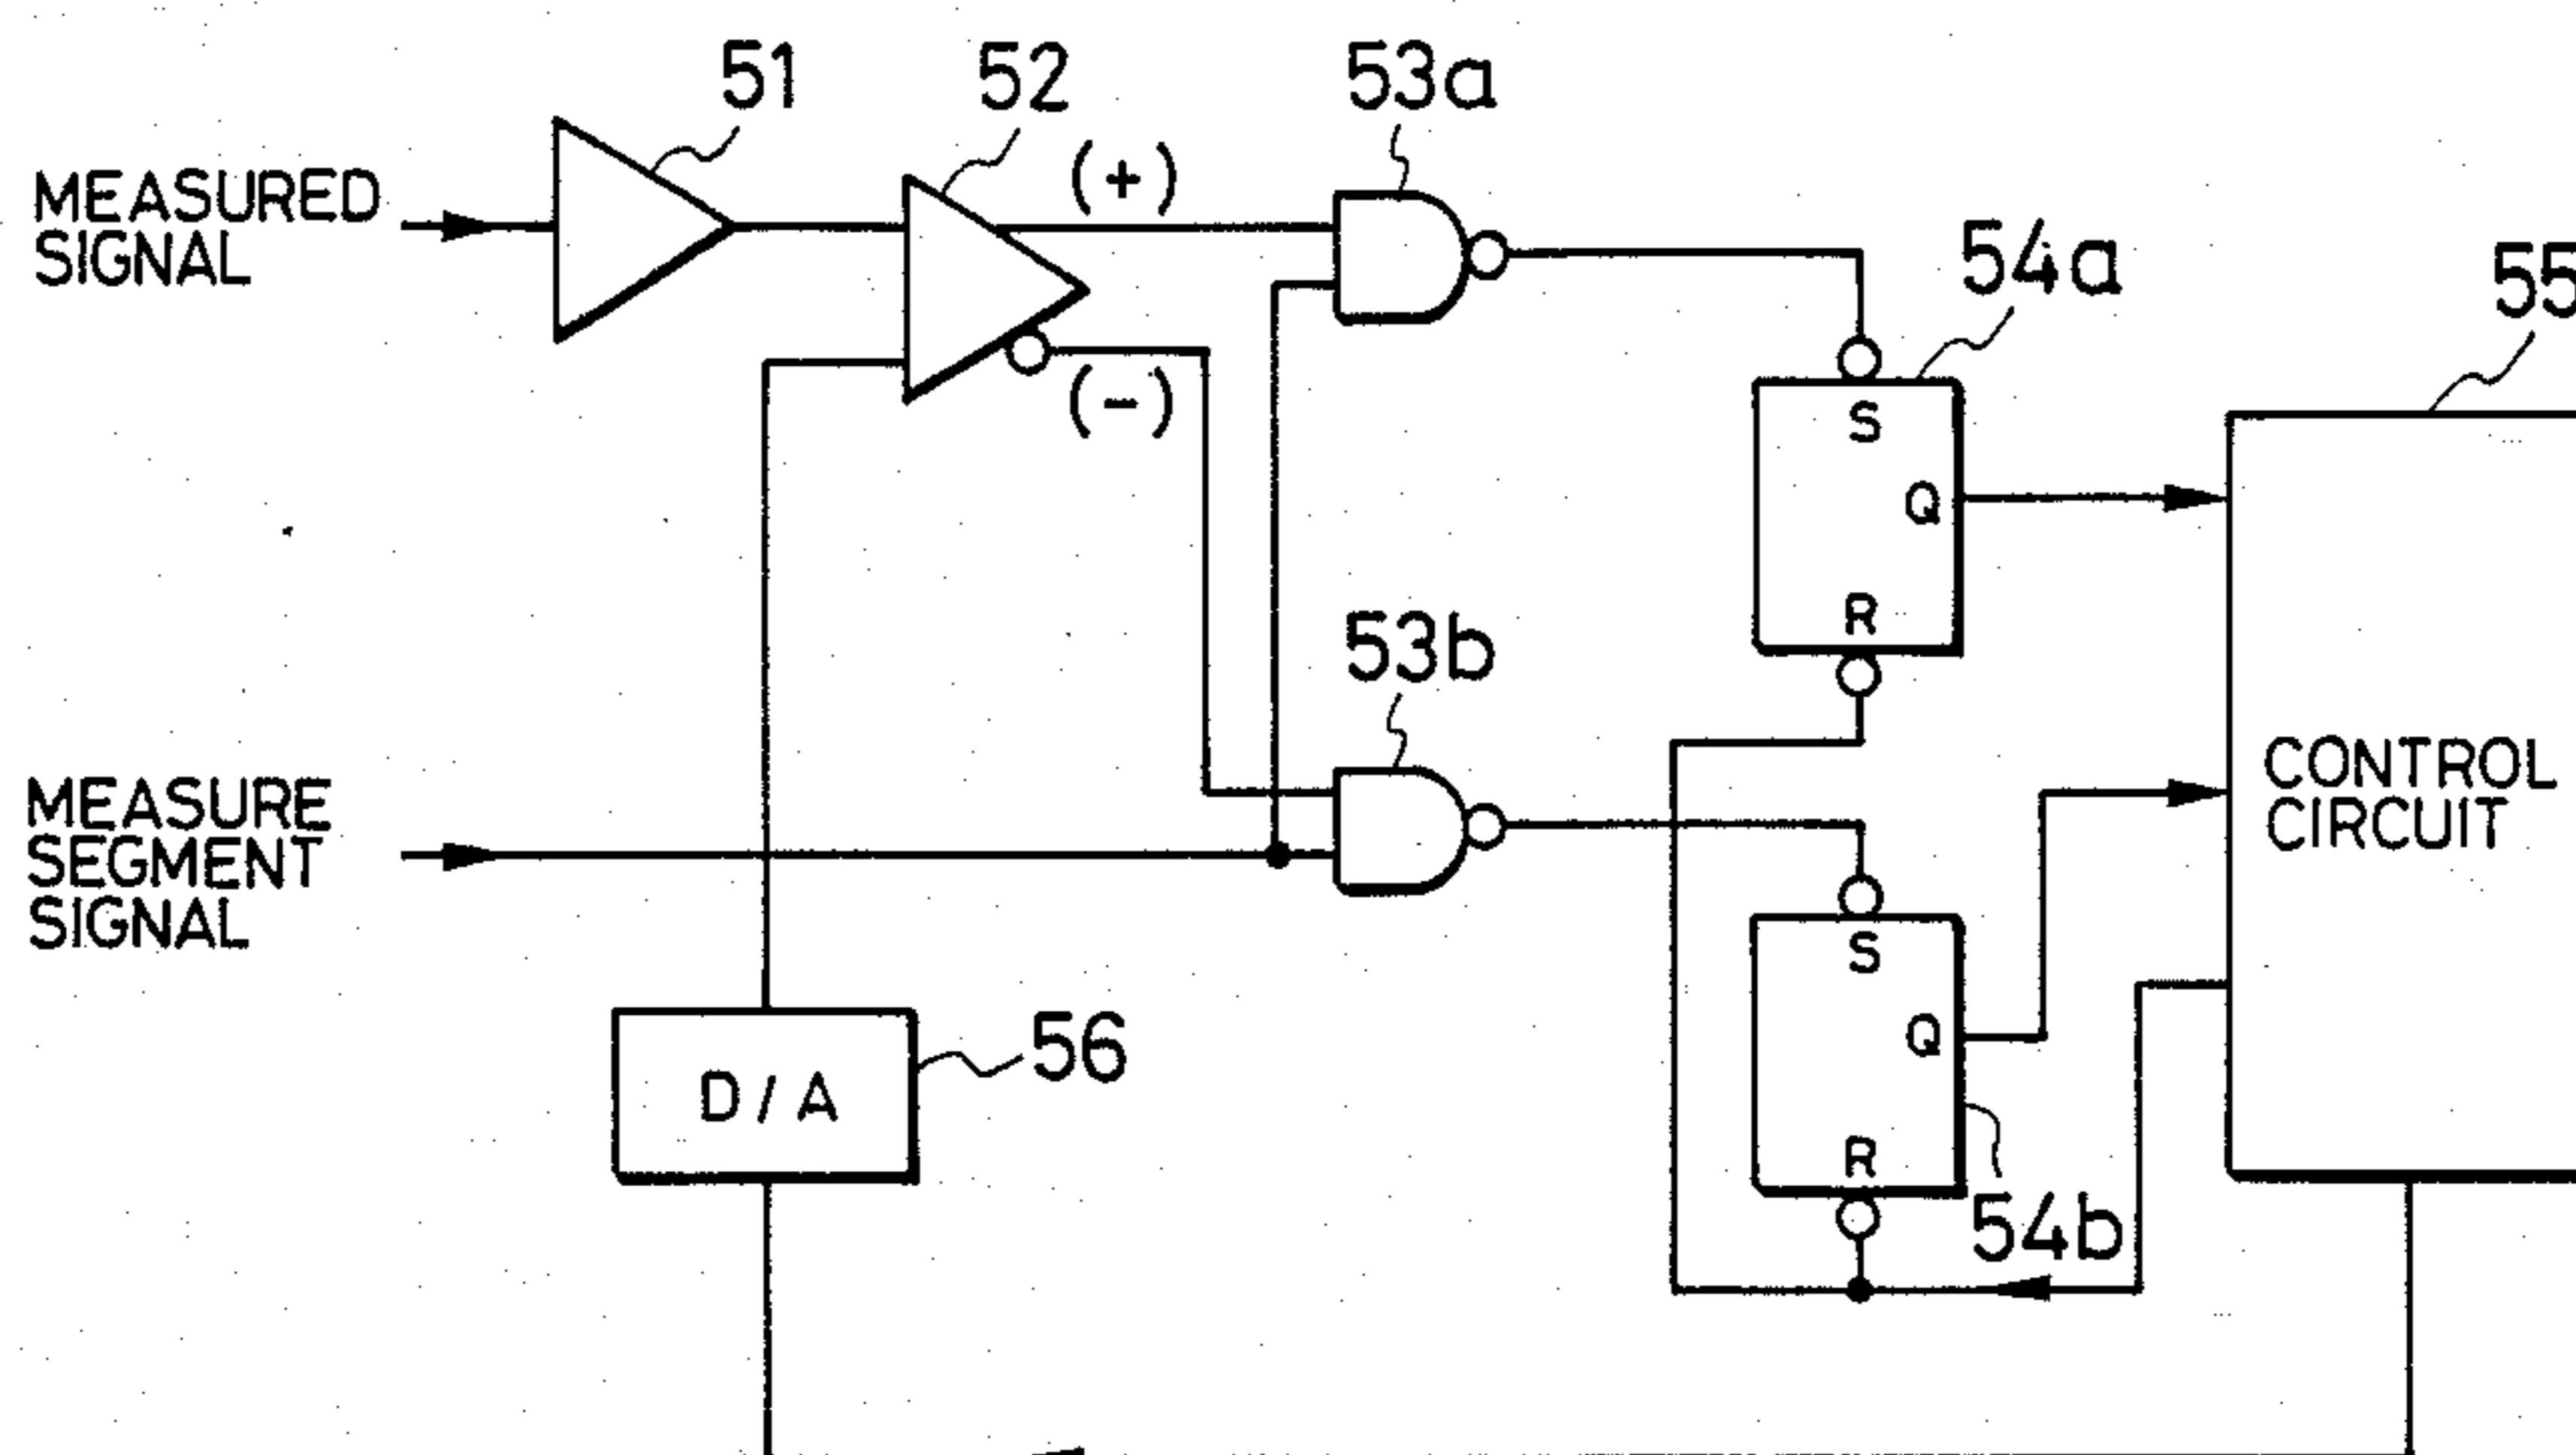 51
52
53a
(+)
MEASURED
SIGNAL
54a
55
(-)
S
Q
R
53b
MEASURE
SEGMENT
SIGNAL
CONTROL
CIRCUIT
S
Q
R
56
D/A
54b